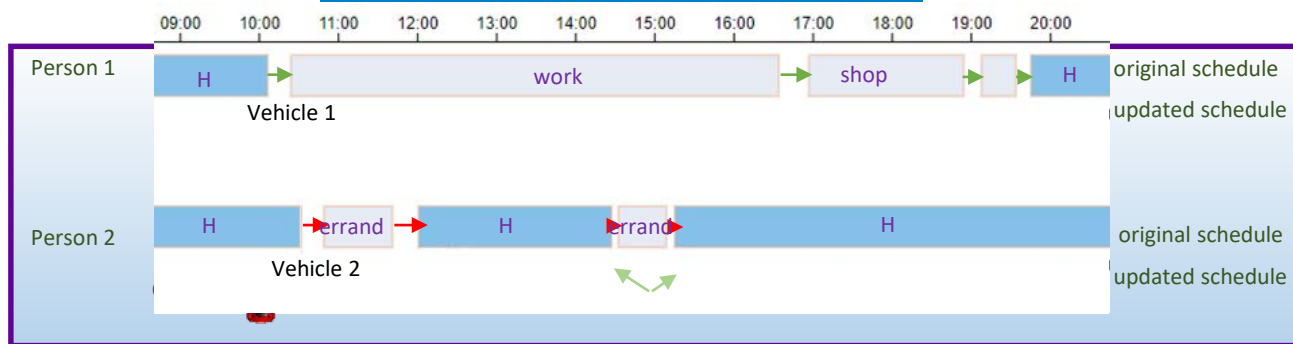 09:00 10:00 11:00 12:00 13:00 14:00 15:00 16:00 17:00 18:00 19:00 20:00
Person 1 H work shop H original schedule
Vehicle 1 updated schedule
Person 2 H errand H errand H original schedule
Vehicle 2 updated schedule